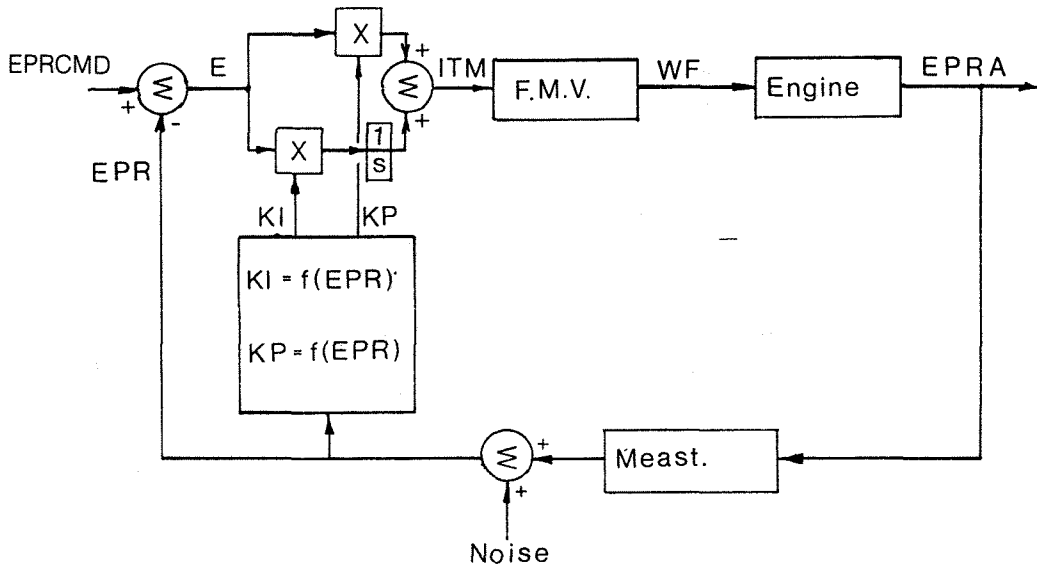 EPRCMD
+
-
Σ
E
EPR
X
X
1
s
+
+
Σ
ITM
F.M.V.
WF
Engine
EPRA
KI
KP
KI = f(EPR)
KP = f(EPR)
Σ
+
+
Meast.
Noise